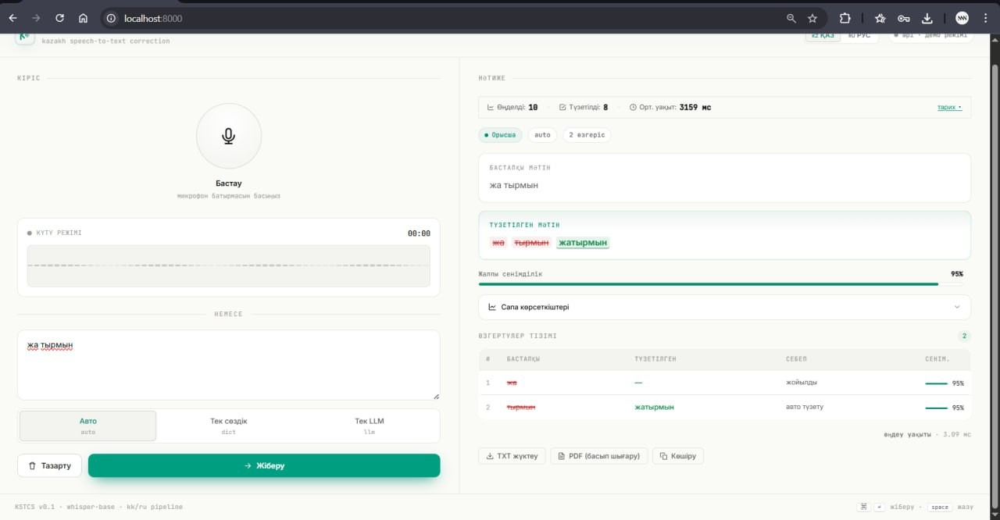 localhost:8000
kazakh speech-to-text correction
ҚАЗ
РУС
api · демо режимі
КІРІС
Бастау
микрофон батырмасын басыңыз
КҮТУ РЕЖІМІ
00:00
НЕМЕСЕ
жа тырмын
Авто
auto
Тек сөздік
dict
Тек LLM
llm
Тазарту
→ Жіберу
НӘТИЖЕ
Өңделді: 10 · Түзетілді: 8 · Орт. уақыт: 3159 мс
тарих
Орысша
auto
2 өзгеріс
БАСТАПҚЫ МӘТІН
жа тырмын
ТҮЗЕТІЛГЕН МӘТІН
жа тырмын жатырмын
Жалпы сенімділік 95%
Сапа көрсеткіштері
ӨЗГЕРТУЛЕР ТІЗІМІ 2
# БАСТАПҚЫ ТҮЗЕТІЛГЕН СЕБЕП СЕНІМ.
1 жа — жойылды 95%
2 тырмын жатырмын авто түзету 95%
өңдеу уақыты · 3.09 мс
TXT жүктеу
PDF (басып шығару)
Көшіру
KSTCS v0.1 · whisper-base · kk/ru pipeline
⌘ ↵ жіберу · space жазу